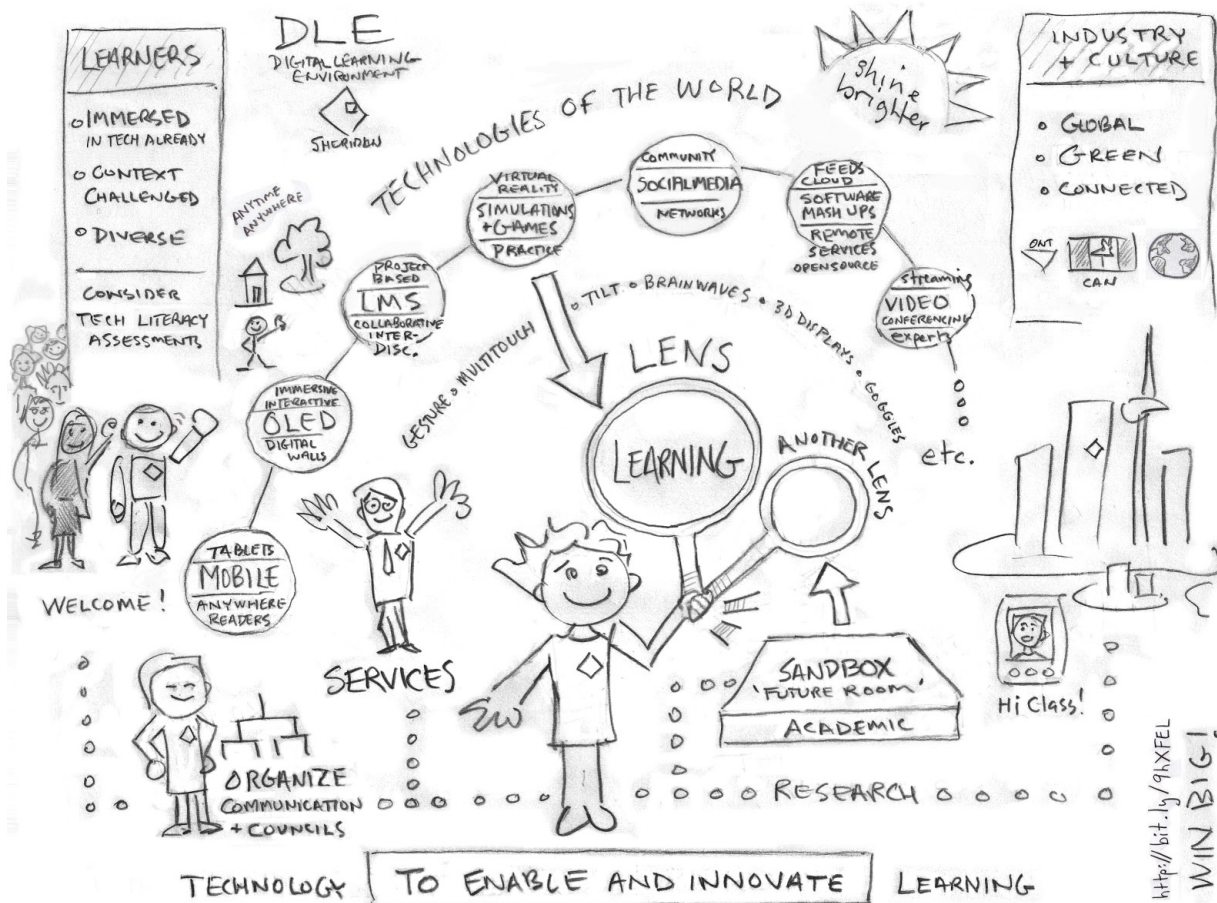 DLE
DIGITAL LEARNING
ENVIRONMENT
SHERIDAN
LEARNERS
IMMERSED
IN TECH ALREADY
CONTEXT
CHALLENGED
DIVERSE
CONSIDER
TECH LITERACY
ASSESSMENTS
ANYTIME
ANYWHERE
WELCOME!
TECHNOLOGIES OF THE WORLD
shine
brighter
INDUSTRY
+ CULTURE
GLOBAL
GREEN
CONNECTED
ONT
CAN
TABLETS
MOBILE
ANYWHERE
READERS
IMMERSIVE
INTERACTIVE
OLED
DIGITAL
WALLS
PROJECT
BASED
LMS
COLLABORATIVE
INTER-
DISC.
VIRTUAL
REALITY
SIMULATIONS
+ GAMES
PRACTICE
COMMUNITY
SOCIAL MEDIA
NETWORKS
FEEDS
CLOUD
SOFTWARE
MASH UPS
REMOTE
SERVICES
OPEN SOURCE
streaming
VIDEO
CONFERENCING
experts
etc.
GESTURE • MULTITOUCH • TILT • BRAINWAVES • 3D DISPLAYS • GOGGLES
LENS
LEARNING
ANOTHER LENS
SERVICES
SANDBOX
'FUTURE ROOM'
ACADEMIC
Hi Class!
ORGANIZE
COMMUNICATION
+ COUNCILS
RESEARCH
TECHNOLOGY TO ENABLE AND INNOVATE LEARNING
http://bit.ly/9hXFEL
WIN BIG!